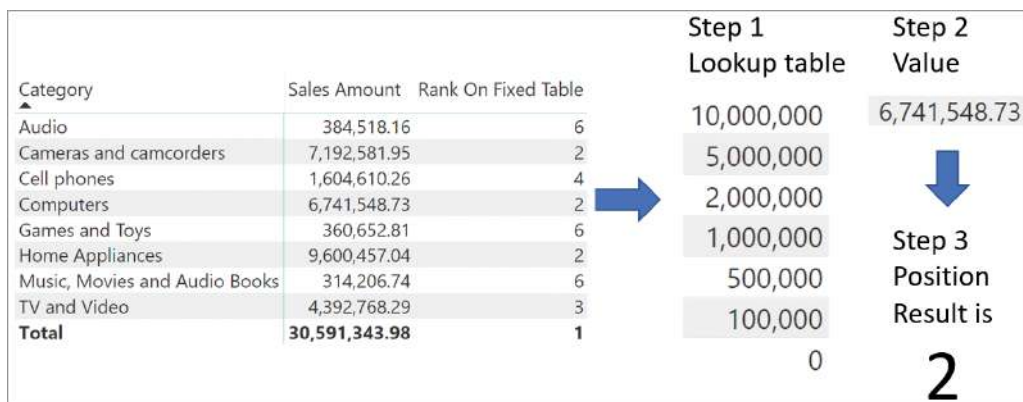 Category Sales Amount Rank On Fixed Table
Audio 384,518.16 6
Cameras and camcorders 7,192,581.95 2
Cell phones 1,604,610.26 4
Computers 6,741,548.73 2
Games and Toys 360,652.81 6
Home Appliances 9,600,457.04 2
Music, Movies and Audio Books 314,206.74 6
TV and Video 4,392,768.29 3
Total 30,591,343.98 1
Step 1
Lookup table
10,000,000
5,000,000
2,000,000
1,000,000
500,000
100,000
0
Step 2
Value
6,741,548.73
Step 3
Position
Result is
2